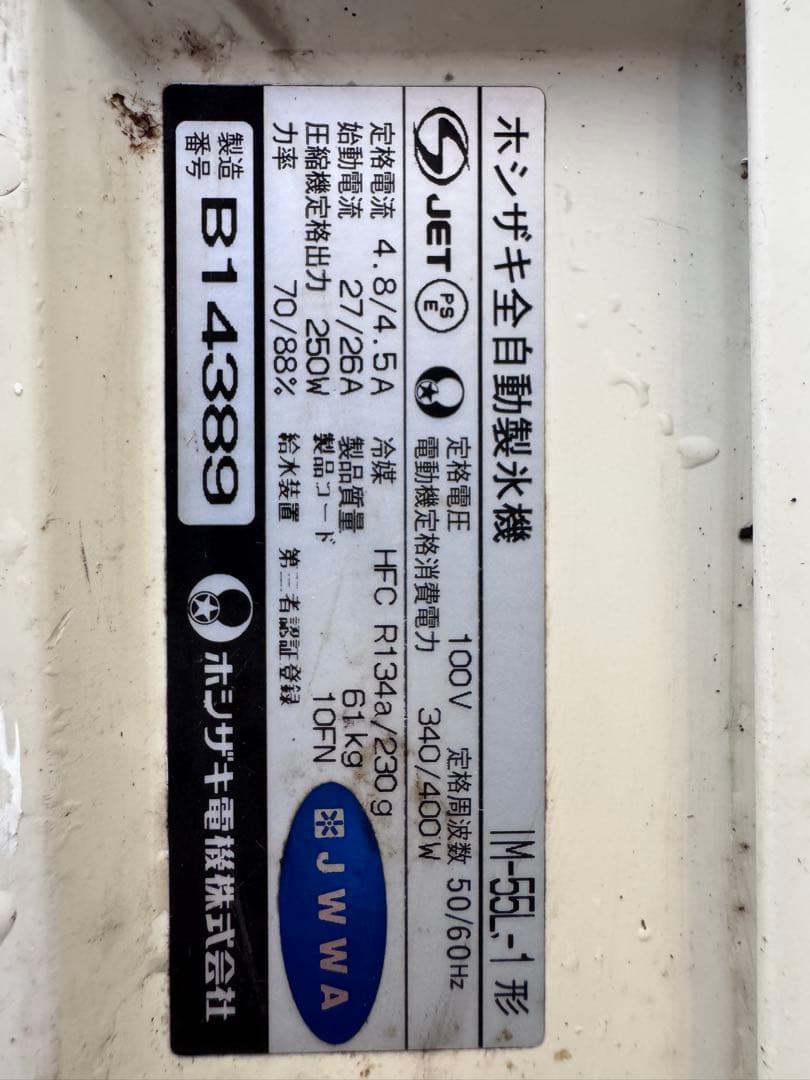 ホシザキ全自動製氷機 IM-55L-1形
JET PS E 定格電圧 100V 定格周波数 50/60Hz
電動機定格消費電力 340/400W
定格電流 4.8/4.5A 冷媒 HFC R134a/230g
始動電流 27/26A 製品質量 61kg
圧縮機定格出力 250W 製品コード 10FN
力率 70/88% 給水装置 第三者認証登録
JWWA
製造番号 B14389 ホシザキ電機株式会社